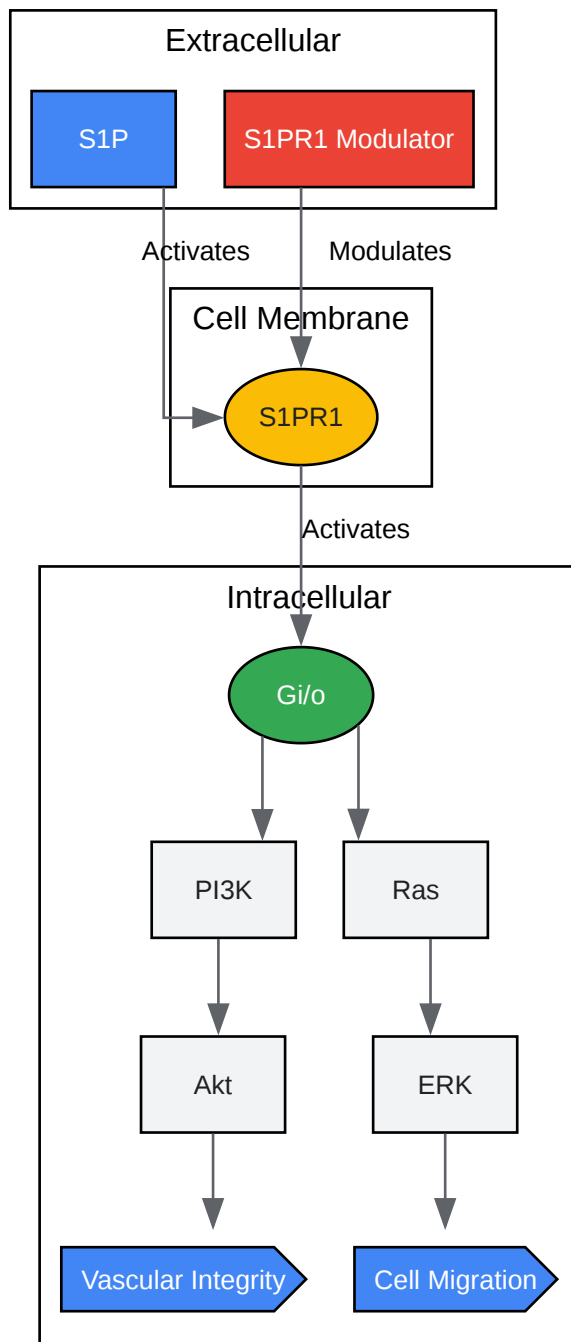 Extracellular
S1P
S1PR1 Modulator
Activates
Modulates
Cell Membrane
S1PR1
Activates
Intracellular
Gi/o
PI3K
Ras
Akt
ERK
Vascular Integrity
Cell Migration